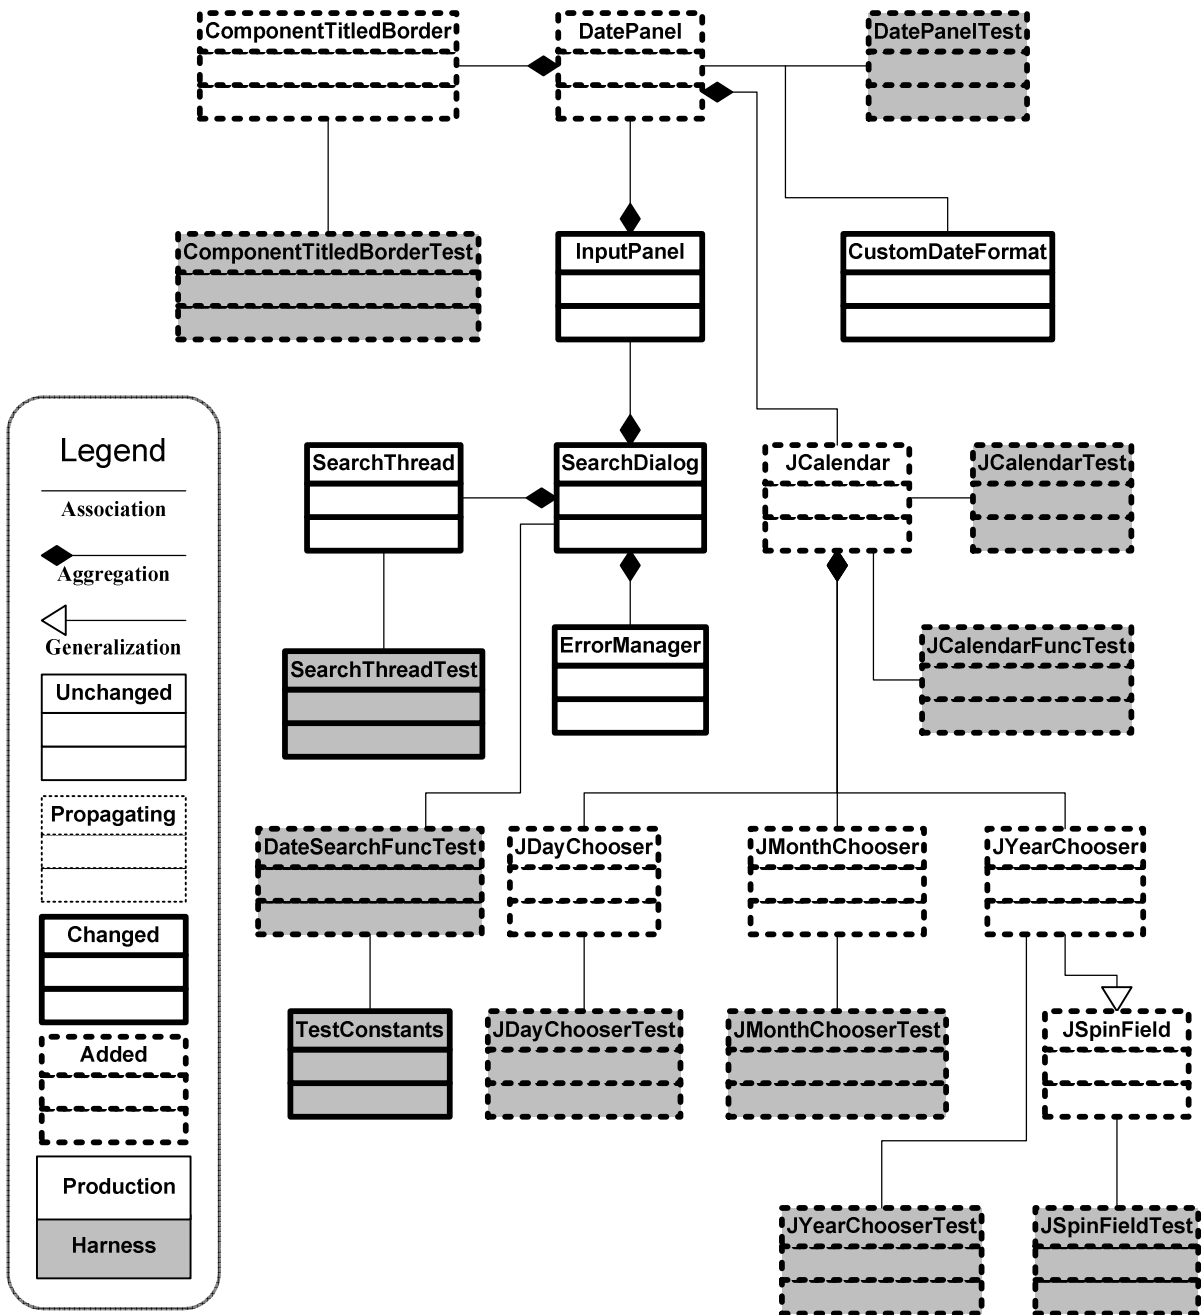 ComponentTitledBorder
DatePanel
DatePanelTest
ComponentTitledBorderTest
InputPanel
CustomDateFormat
Legend
Association
Aggregation
Generalization
Unchanged
Propagating
Changed
Added
Production
Harness
SearchThread
SearchDialog
JCalendar
JCalendarTest
SearchThreadTest
ErrorManager
JCalendarFuncTest
DateSearchFuncTest
JDayChooser
JMonthChooser
JYearChooser
TestConstants
JDayChooserTest
JMonthChooserTest
JSpinField
JYearChooserTest
JSpinFieldTest